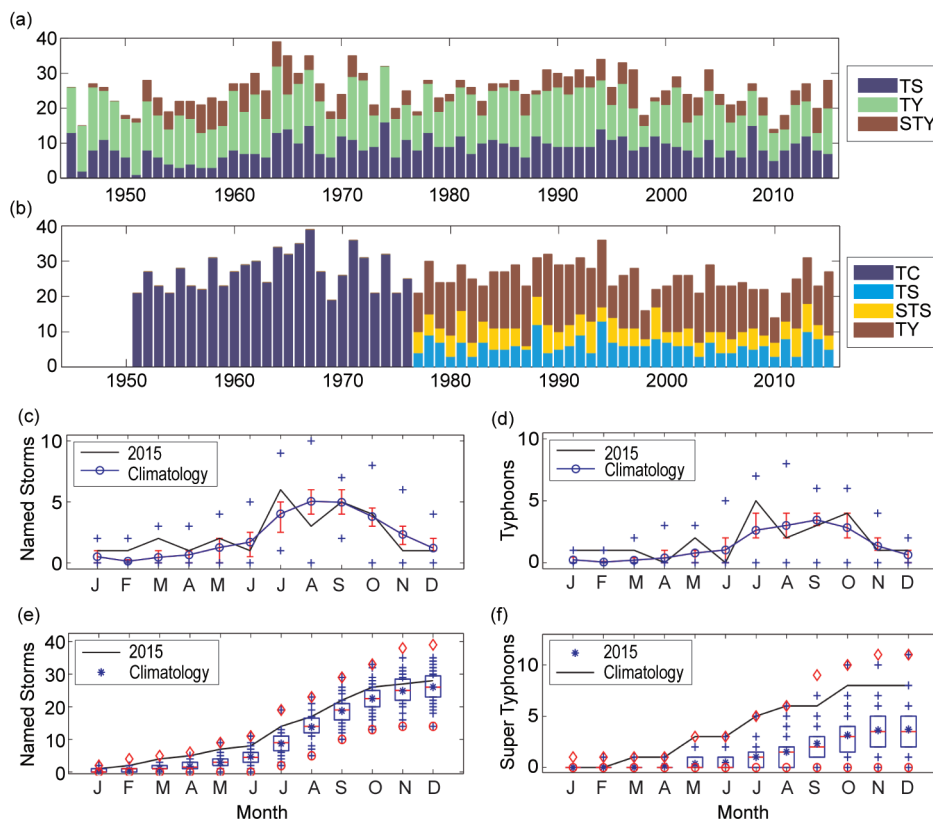 (a)
40
30
20
10
0
1950 1960 1970 1980 1990 2000 2010
TS
TY
STY
(b)
40
30
20
10
0
1950 1960 1970 1980 1990 2000 2010
TC
TS
STS
TY
(c)
10
5
0
Named Storms
2015
Climatology
J F M A M J J A S O N D
(d)
10
5
0
Typhoons
2015
Climatology
J F M A M J J A S O N D
(e)
40
30
20
10
0
Named Storms
2015
Climatology
J F M A M J J A S O N D
Month
(f)
10
5
0
Super Typhoons
2015
Climatology
J F M A M J J A S O N D
Month